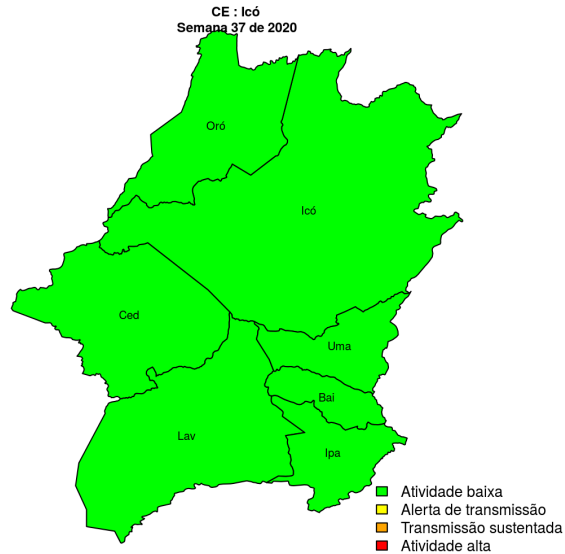 CE : Icó
Semana 37 de 2020
Oró
Icó
Ced
Uma
Bai
Lav
Ipa
Atividade baixa
Alerta de transmissão
Transmissão sustentada
Atividade alta